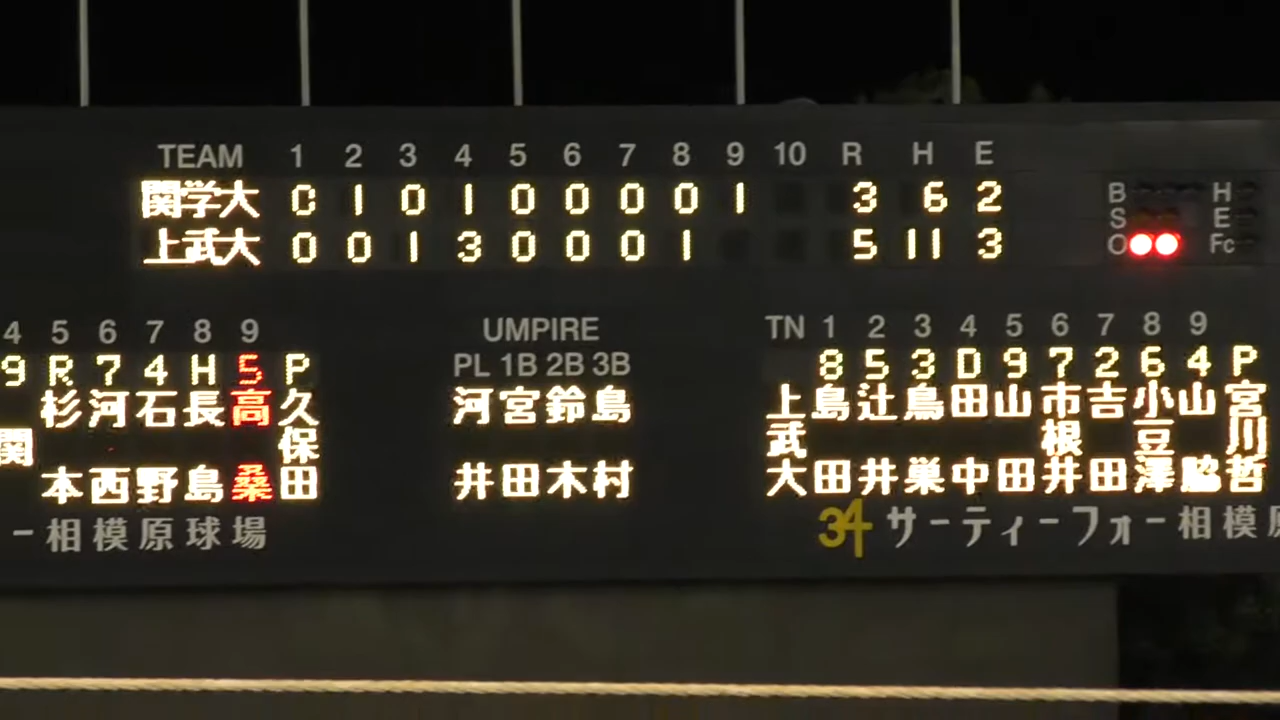 TEAM 1 2 3 4 5 6 7 8 9 10 R H E
関学大 0 1 0 1 0 0 0 0 1 3 6 2
上武大 0 0 1 3 0 0 0 1 5 11 3
B H
S E
O Fc
4 5 6 7 8 9
9 R 7 4 H 5 P
関 杉本 河西 石野 長島 高桑 久保田
UMPIRE
PL 1B 2B 3B
河井 宮田 鈴木 島村
TN 1 2 3 4 5 6 7 8 9
8 5 3 D 9 7 2 6 4 P
上武大 島田 辻井 鳥巣 田中 山田 市根井 吉田 小豆澤 山脇 宮川哲
ー相模原球場
34 サーティーフォー相模原